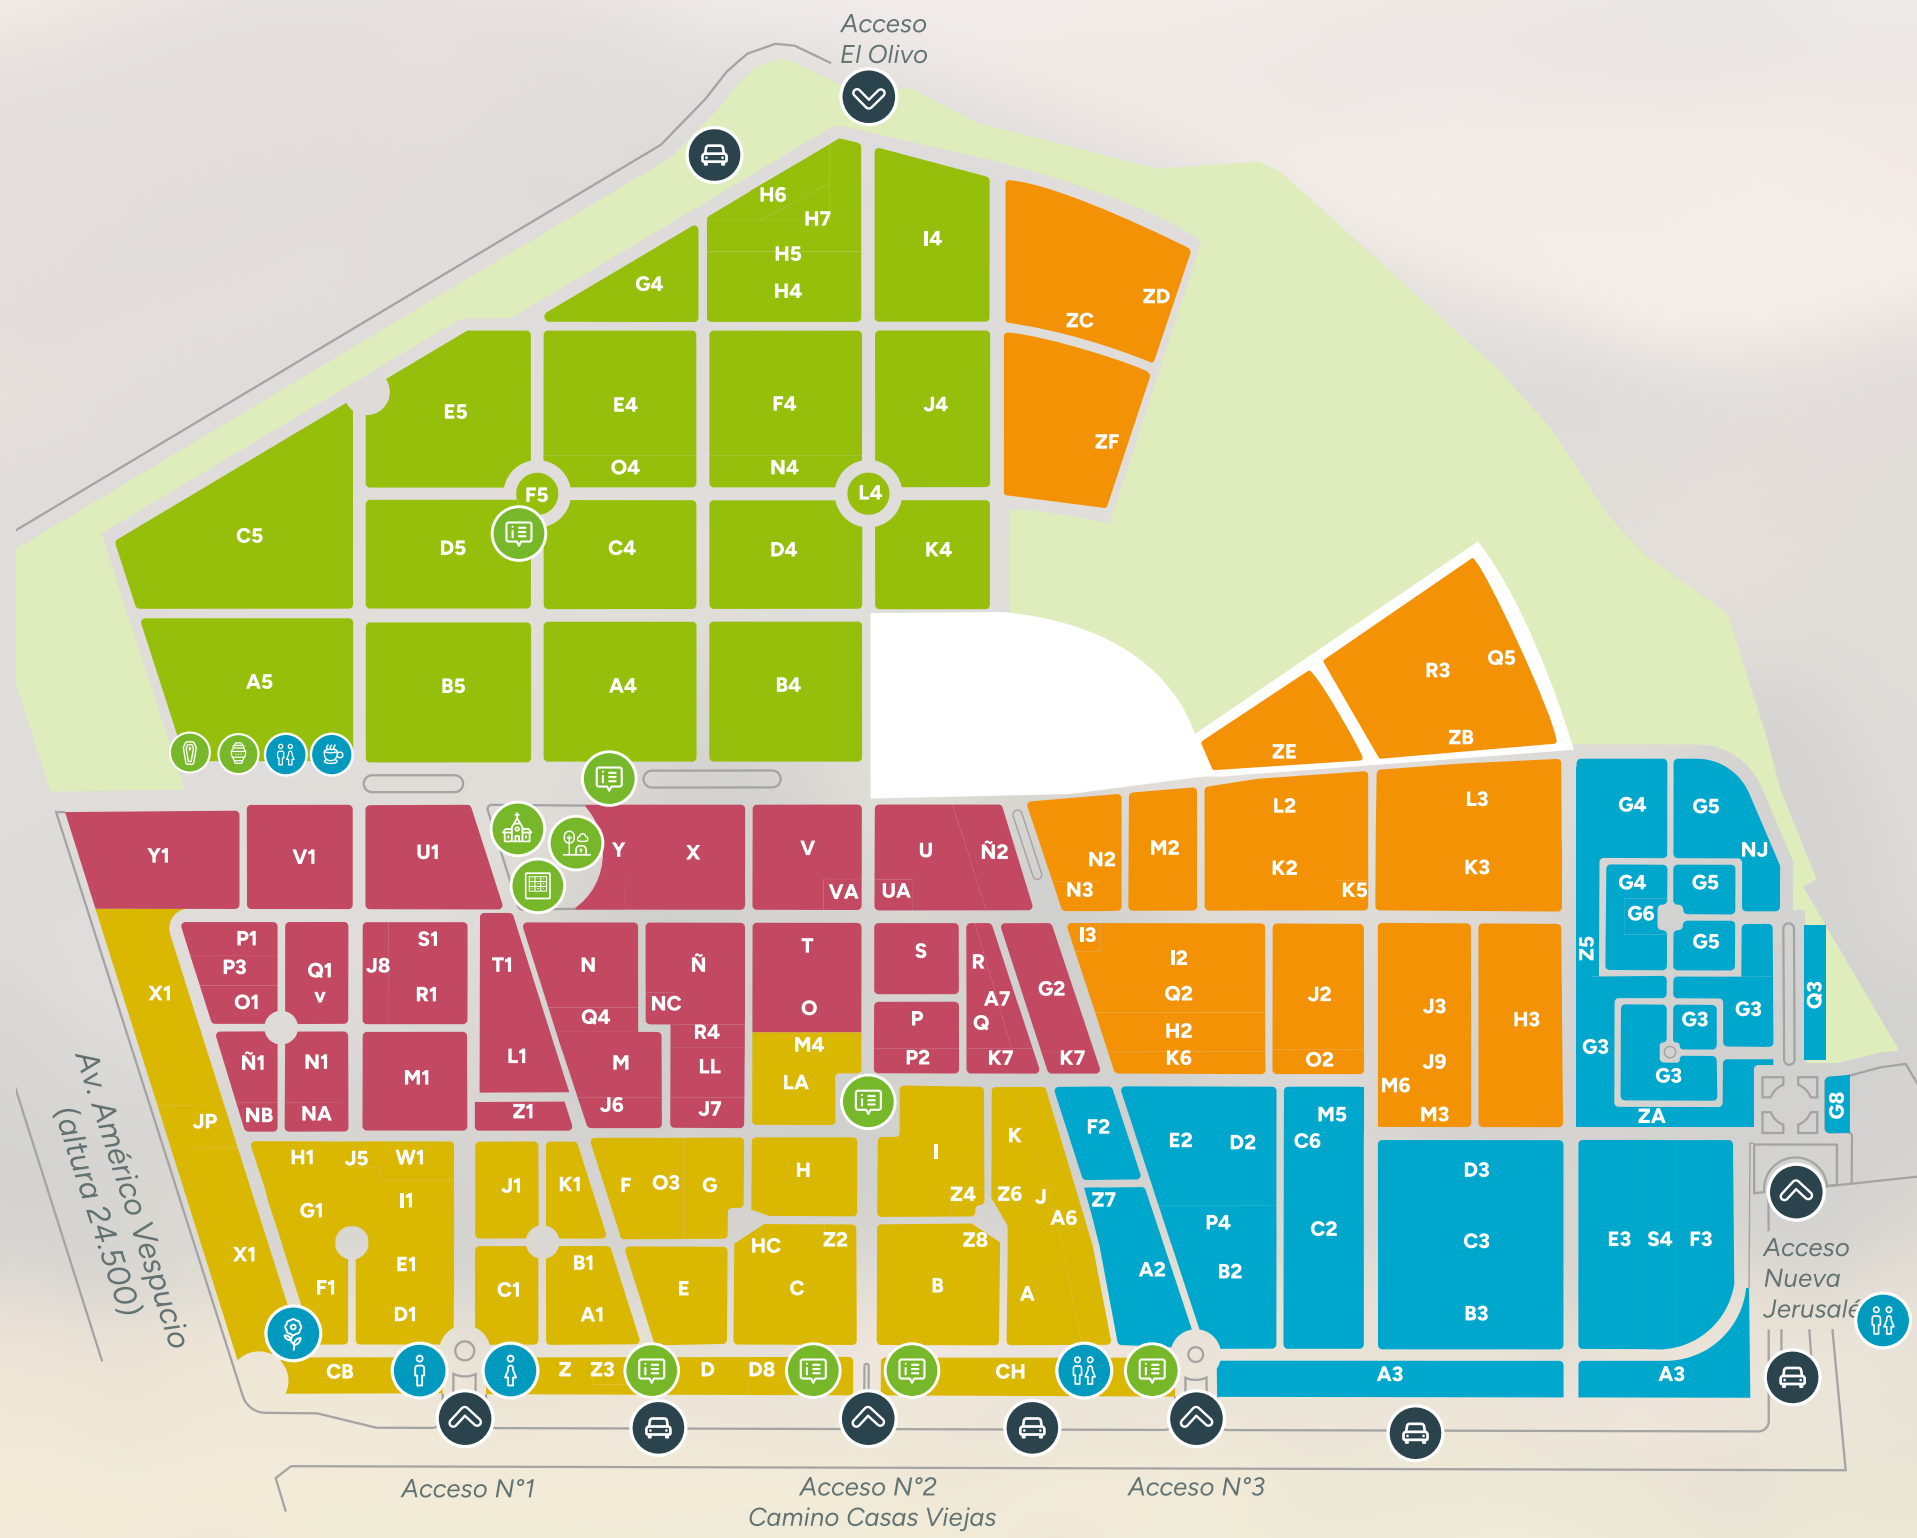 Acceso
El Olivo
H6
H7
H5
H4
G4
I4
ZD
ZC
E5
E4
O4
F4
N4
J4
ZF
F5
L4
C5
D5
C4
D4
K4
A5
B5
A4
B4
R3
Q5
ZE
ZB
Y1
V1
U1
Y
X
V
VA
U
UA
Ñ2
N2
N3
M2
L2
K2
K5
L3
K3
G4
G5
NJ
G4
G5
G6
G5
Z5
Q3
G3
G3
G3
G3
ZA
G8
X1
JP
X1
P1
P3
O1
Q1
v
J8
S1
R1
T1
L1
N
Q4
Ñ
NC
R4
M
LL
J6
J7
T
O
M4
LA
S
P
P2
R
A7
Q
K7
G2
K7
I3
I2
Q2
H2
K6
J2
O2
J3
J9
M6
M3
H3
Ñ1
NB
N1
NA
M1
Z1
H1
J5
W1
I1
G1
E1
F1
D1
J1
K1
C1
B1
A1
F
O3
G
E
H
HC
Z2
C
I
Z4
Z8
B
K
Z6
J
A6
A
F2
Z7
A2
E2
D2
P4
B2
M5
C6
C2
D3
C3
B3
E3
S4
F3
A3
A3
CB
Z
Z3
D
D8
CH
Av. Américo Vespucio
(altura 24.500)
Acceso
Nueva
Jerusalé
Acceso N°1
Acceso N°2
Camino Casas Viejas
Acceso N°3